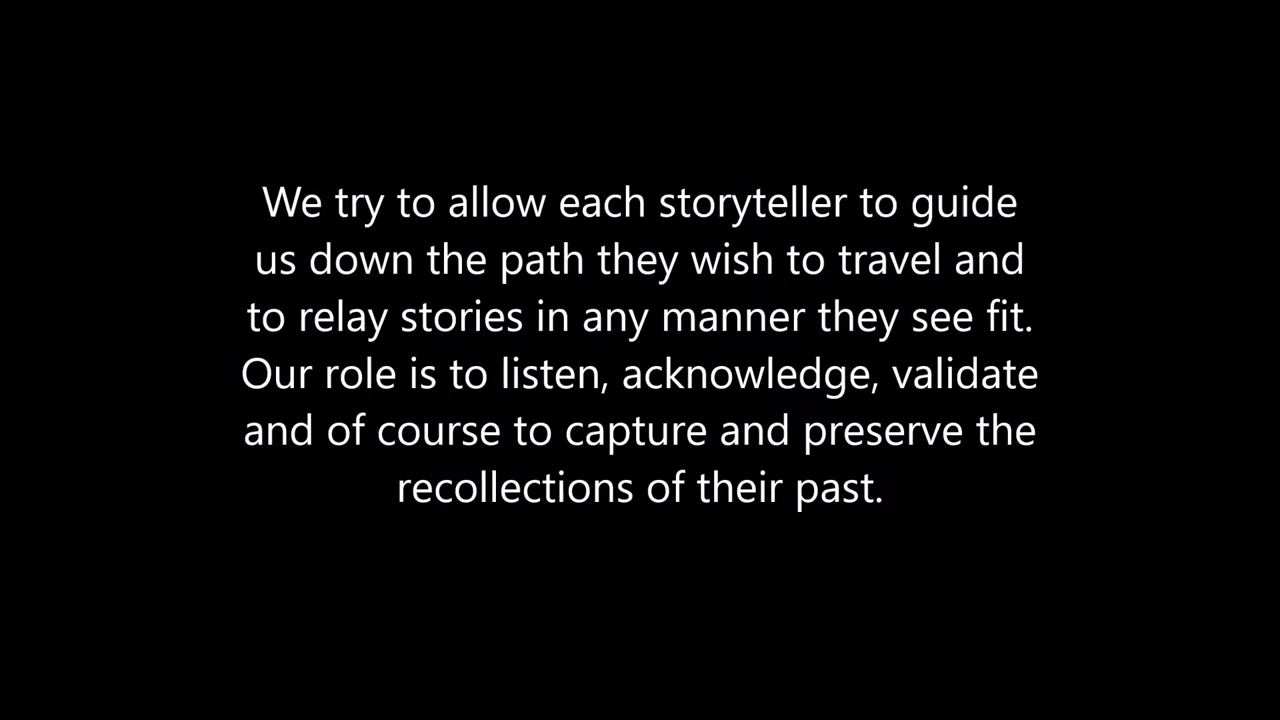 We try to allow each storyteller to guide
us down the path they wish to travel and
to relay stories in any manner they see fit.
Our role is to listen, acknowledge, validate
and of course to capture and preserve the
recollections of their past.